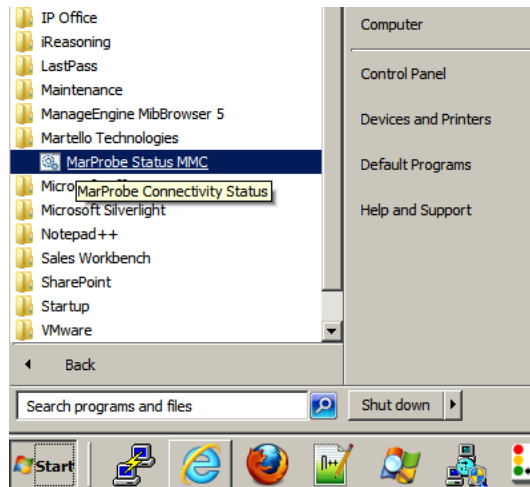 IP Office
iReasoning
LastPass
Maintenance
ManageEngine MibBrowser 5
Martello Technologies
MarProbe Status MMC
MarProbe Connectivity Status
Microsoft Silverlight
Notepad++
Sales Workbench
SharePoint
Startup
VMware
Back
Search programs and files
Computer
Control Panel
Devices and Printers
Default Programs
Help and Support
Shut down
Start